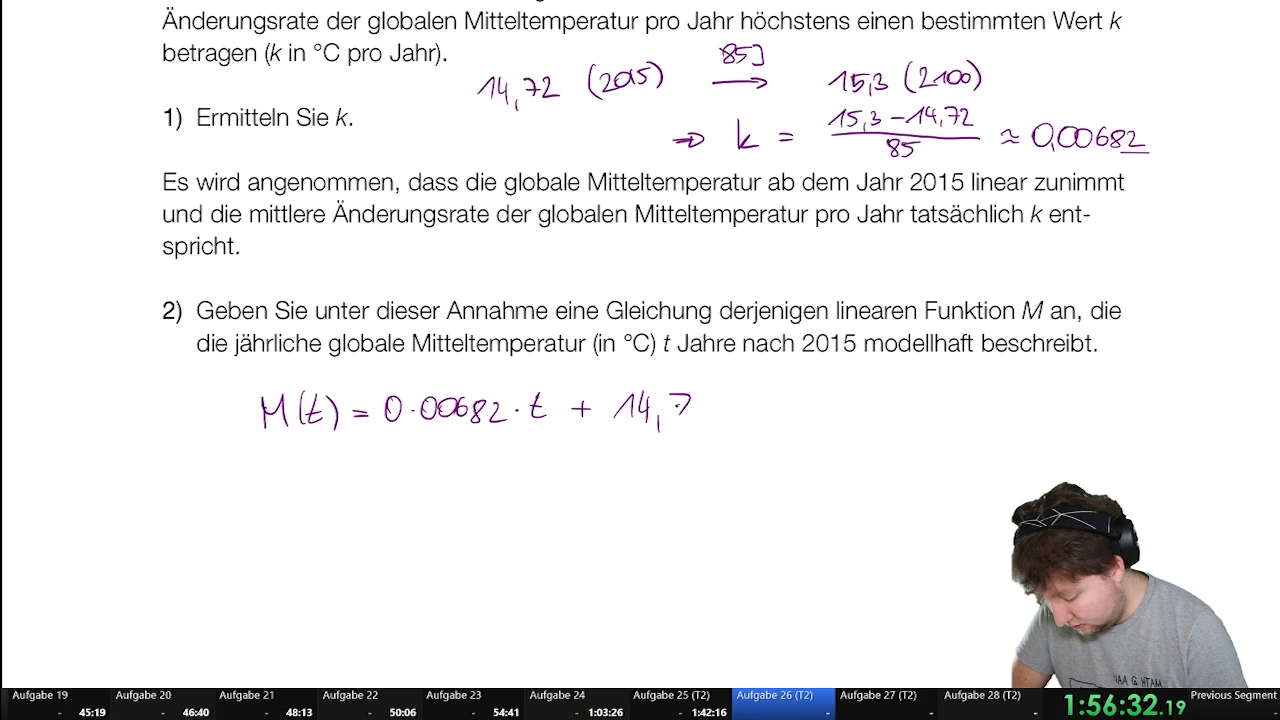 Änderungsrate der globalen Mitteltemperatur pro Jahr höchstens einen bestimmten Wert k
betragen (k in °C pro Jahr).
85J
14,72 (2015) → 15,3 (2100)
1) Ermitteln Sie k.
⇒ k = 15,3 - 14,72 / 85 ≈ 0,00682
Es wird angenommen, dass die globale Mitteltemperatur ab dem Jahr 2015 linear zunimmt
und die mittlere Änderungsrate der globalen Mitteltemperatur pro Jahr tatsächlich k ent-
spricht.
2) Geben Sie unter dieser Annahme eine Gleichung derjenigen linearen Funktion M an, die
die jährliche globale Mitteltemperatur (in °C) t Jahre nach 2015 modellhaft beschreibt.
M(t) = 0.00682 · t + 14,7
Aufgabe 19 Aufgabe 20 Aufgabe 21 Aufgabe 22 Aufgabe 23 Aufgabe 24 Aufgabe 25 (T2) Aufgabe 26 (T2) Aufgabe 27 (T2) Aufgabe 28 (T2) 1:56:32.19 Previous Segment
- 45:19 - 46:40 - 48:13 - 50:06 - 54:41 - 1:03:26 - 1:42:16 - - - -